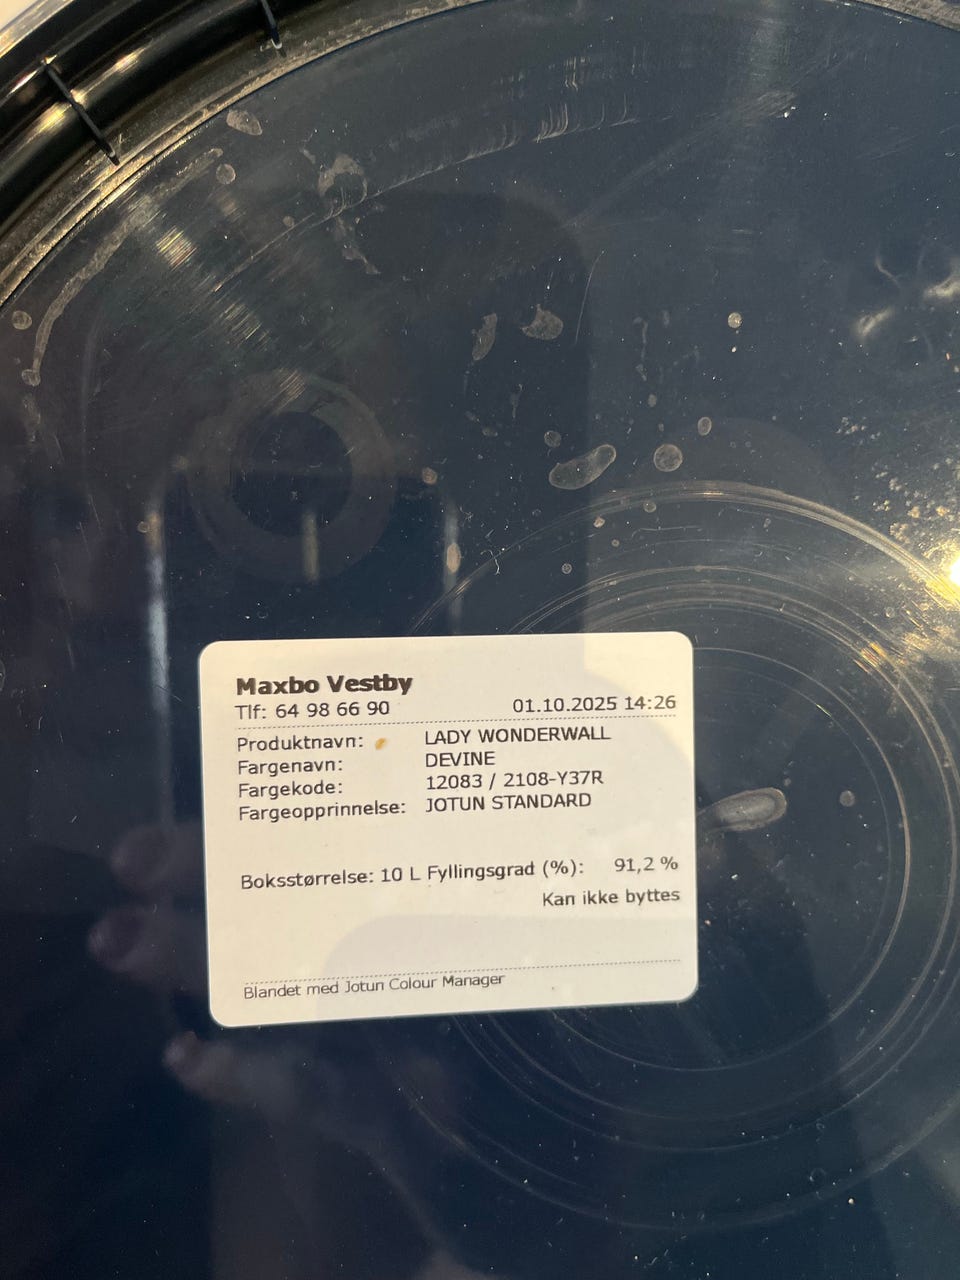 Maxbo Vestby
Tlf: 64 98 66 90 01.10.2025 14:26
Produktnavn: LADY WONDERWALL
Fargenavn: DEVINE
Fargekode: 12083 / 2108-Y37R
Fargeopprinnelse: JOTUN STANDARD
Boksstørrelse: 10 L Fyllingsgrad (%): 91,2 %
Kan ikke byttes
Blandet med Jotun Colour Manager